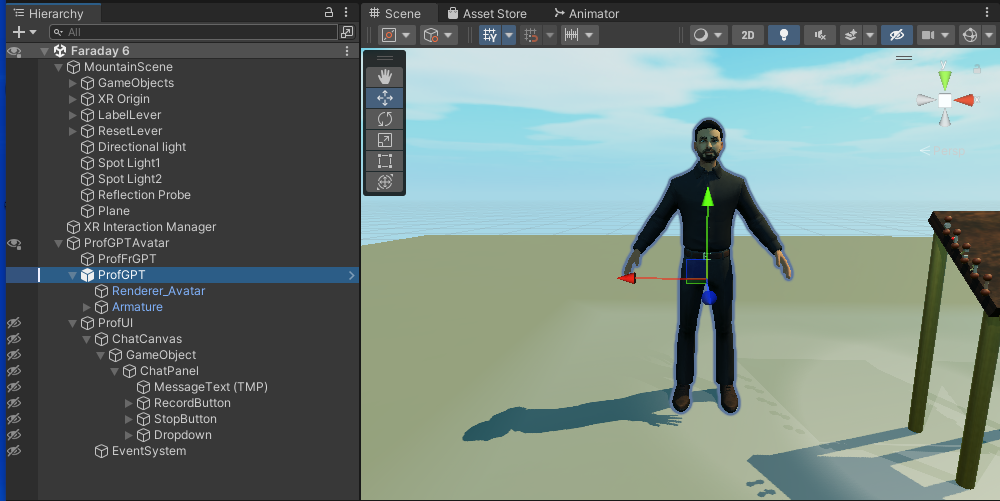 Hierarchy
All
Faraday 6
MountainScene
GameObjects
XR Origin
LabelLever
ResetLever
Directional light
Spot Light1
Spot Light2
Reflection Probe
Plane
XR Interaction Manager
ProfGPTAvatar
ProfFrGPT
ProfGPT
Renderer_Avatar
Armature
ProfUI
ChatCanvas
GameObject
ChatPanel
MessageText (TMP)
RecordButton
StopButton
Dropdown
EventSystem
Scene Asset Store Animator
2D
y
x
Persp